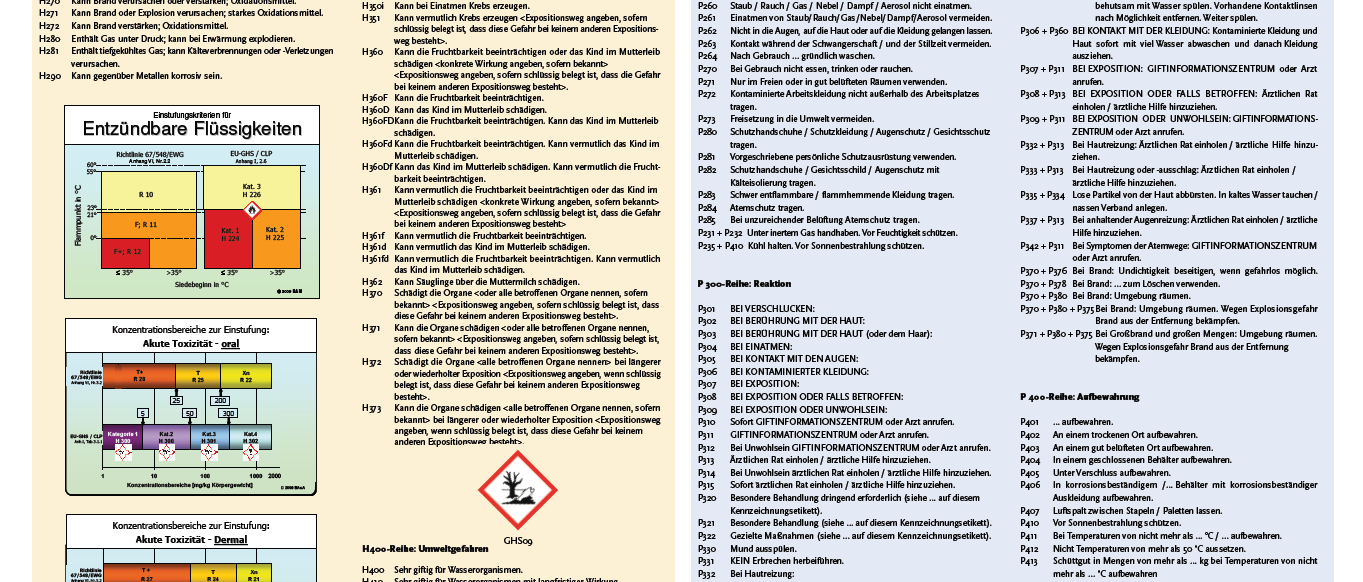 H270 Kann Brand verursachen oder verstärken; Oxidationsmittel.
H271 Kann Brand oder Explosion verursachen; starkes Oxidationsmittel.
H272 Kann Brand verstärken; Oxidationsmittel.
H280 Enthält Gas unter Druck; kann bei Erwärmung explodieren.
H281 Enthält tiefgekühltes Gas; kann Kälteverbrennungen oder -Verletzungen
verursachen.
H290 Kann gegenüber Metallen korrosiv sein.
Einstufungskriterien für
Entzündbare Flüssigkeiten
Richtlinie 67/548/EWG
Anhang VI, Nr.2.2
EU-GHS / CLP
Anhang I, 2.6
Flammpunkt in °C
60°
55°
23°
21°
0°
R 10
F; R 11
F+; R 12
Kat. 3
H 226
Kat. 1
H 224
Kat. 2
H 225
≤ 35° >35° ≤ 35° >35°
Siedebeginn in °C
Konzentrationsbereiche zur Einstufung:
Akute Toxizität - oral
Richtlinie
67/548/EWG
Anhang VI, Nr.2.2
T+
R 28
T
R 25
Xn
R 22
25 200
5 50 300
EU-GHS / CLP
Kategorie 1
H 300
Kat.2
H 300
Kat.3
H 301
Kat.4
H 302
1 10 100 1000 2000
Konzentrationsbereiche [mg/kg Körpergewicht]
Konzentrationsbereiche zur Einstufung:
Akute Toxizität - Dermal
Richtlinie
T+
R 27
T
R 24
Xn
R 21
H350i Kann bei Einatmen Krebs erzeugen.
H351 Kann vermutlich Krebs erzeugen <Expositionsweg angeben, sofern
schlüssig belegt ist, dass diese Gefahr bei keinem anderen Expositions-
weg besteht>.
H360 Kann die Fruchtbarkeit beeinträchtigen oder das Kind im Mutterleib
schädigen <konkrete Wirkung angeben, sofern bekannt>
<Expositionsweg angeben, sofern schlüssig belegt ist, dass die Gefahr
bei keinem anderen Expositionsweg besteht>.
H360F Kann die Fruchtbarkeit beeinträchtigen.
H360D Kann das Kind im Mutterleib schädigen.
H360FD Kann die Fruchtbarkeit beeinträchtigen. Kann das Kind im Mutterleib
schädigen.
H360Fd Kann die Fruchtbarkeit beeinträchtigen. Kann vermutlich das Kind im
Mutterleib schädigen.
H360Df Kann das Kind im Mutterleib schädigen. Kann vermutlich die Frucht-
barkeit beeinträchtigen.
H361 Kann vermutlich die Fruchtbarkeit beeinträchtigen oder das Kind im
Mutterleib schädigen <konkrete Wirkung angeben, sofern bekannt>
<Expositionsweg angeben, sofern schlüssig belegt ist, dass die Gefahr
bei keinem anderen Expositionsweg besteht>
H361f Kann vermutlich die Fruchtbarkeit beeinträchtigen.
H361d Kann vermutlich das Kind im Mutterleib schädigen.
H361fd Kann vermutlich die Fruchtbarkeit beeinträchtigen. Kann vermutlich
das Kind im Mutterleib schädigen.
H362 Kann Säuglinge über die Muttermilch schädigen.
H370 Schädigt die Organe <oder alle betroffenen Organe nennen, sofern
bekannt> <Expositionsweg angeben, sofern schlüssig belegt ist, dass
diese Gefahr bei keinem anderen Expositionsweg besteht>.
H371 Kann die Organe schädigen <oder alle betroffenen Organe nennen,
sofern bekannt> <Expositionsweg angeben, sofern schlüssig belegt ist,
dass diese Gefahr bei keinem anderen Expositionsweg besteht>.
H372 Schädigt die Organe <alle betroffenen Organe nennen> bei längerer
oder wiederholter Exposition <Expositionsweg angeben, wenn schlüssig
belegt ist, dass diese Gefahr bei keinem anderen Expositionsweg
besteht>.
H373 Kann die Organe schädigen <alle betroffenen Organe nennen, sofern
bekannt> bei längerer oder wiederholter Exposition <Expositionsweg
angeben, wenn schlüssig belegt ist, dass diese Gefahr bei keinem
anderen Expositionsweg besteht>.
GHS09
H400-Reihe: Umweltgefahren
H400 Sehr giftig für Wasserorganismen.
H410 Sehr giftig für Wasserorganismen mit langfristiger Wirkung.
P260 Staub / Rauch / Gas / Nebel / Dampf / Aerosol nicht einatmen.
P261 Einatmen von Staub/ Rauch/ Gas /Nebel/ Dampf/Aerosol vermeiden.
P262 Nicht in die Augen, auf die Haut oder auf die Kleidung gelangen lassen.
P263 Kontakt während der Schwangerschaft / und der Stillzeit vermeiden.
P264 Nach Gebrauch ... gründlich waschen.
P270 Bei Gebrauch nicht essen, trinken oder rauchen.
P271 Nur im Freien oder in gut belüfteten Räumen verwenden.
P272 Kontaminierte Arbeitskleidung nicht außerhalb des Arbeitsplatzes
tragen.
P273 Freisetzung in die Umwelt vermeiden.
P280 Schutzhandschuhe / Schutzkleidung / Augenschutz / Gesichtsschutz
tragen.
P281 Vorgeschriebene persönliche Schutzausrüstung verwenden.
P282 Schutzhandschuhe / Gesichtsschild / Augenschutz mit
Kälteisolierung tragen.
P283 Schwer entflammbare / flammhemmende Kleidung tragen.
P284 Atemschutz tragen.
P285 Bei unzureichender Belüftung Atemschutz tragen.
P231 + P232 Unter inertem Gas handhaben. Vor Feuchtigkeit schützen.
P235 + P410 Kühl halten. Vor Sonnenbestrahlung schützen.
P 300-Reihe: Reaktion
P301 BEI VERSCHLUCKEN:
P302 BEI BERÜHRUNG MIT DER HAUT:
P303 BEI BERÜHRUNG MIT DER HAUT (oder dem Haar):
P304 BEI EINATMEN:
P305 BEI KONTAKT MIT DEN AUGEN:
P306 BEI KONTAMINIERTER KLEIDUNG:
P307 BEI EXPOSITION:
P308 BEI EXPOSITION ODER FALLS BETROFFEN:
P309 BEI EXPOSITION ODER UNWOHLSEIN:
P310 Sofort GIFTINFORMATIONSZENTRUM oder Arzt anrufen.
P311 GIFTINFORMATIONSZENTRUM oder Arzt anrufen.
P312 Bei Unwohlsein GIFTINFORMATIONSZENTRUM oder Arzt anrufen.
P313 Ärztlichen Rat einholen / ärztliche Hilfe hinzuziehen.
P314 Bei Unwohlsein ärztlichen Rat einholen / ärztliche Hilfe hinzuziehen.
P315 Sofort ärztlichen Rat einholen / ärztliche Hilfe hinzuziehen.
P320 Besondere Behandlung dringend erforderlich (siehe ... auf diesem
Kennzeichnungsetikett).
P321 Besondere Behandlung (siehe ... auf diesem Kennzeichnungsetikett).
P322 Gezielte Maßnahmen (siehe ... auf diesem Kennzeichnungsetikett).
P330 Mund ausspülen.
P331 KEIN Erbrechen herbeiführen.
P332 Bei Hautreizung:
behutsam mit Wasser spülen. Vorhandene Kontaktlinsen
nach Möglichkeit entfernen. Weiter spülen.
P306 + P360 BEI KONTAKT MIT DER KLEIDUNG: Kontaminierte Kleidung und
Haut sofort mit viel Wasser abwaschen und danach Kleidung
ausziehen.
P307 + P311 BEI EXPOSITION: GIFTINFORMATIONSZENTRUM oder Arzt
anrufen.
P308 + P313 BEI EXPOSITION ODER FALLS BETROFFEN: Ärztlichen Rat
einholen / ärztliche Hilfe hinzuziehen.
P309 + P311 BEI EXPOSITION ODER UNWOHLSEIN: GIFTINFORMATIONS-
ZENTRUM oder Arzt anrufen.
P332 + P313 Bei Hautreizung: Ärztlichen Rat einholen / ärztliche Hilfe hinzu-
ziehen.
P333 + P313 Bei Hautreizung oder -ausschlag: Ärztlichen Rat einholen /
ärztliche Hilfe hinzuziehen.
P335 + P334 Lose Partikel von der Haut abbürsten. In kaltes Wasser tauchen /
nassen Verband anlegen.
P337 + P313 Bei anhaltender Augenreizung: Ärztlichen Rat einholen / ärztliche
Hilfe hinzuziehen.
P342 + P311 Bei Symptomen der Atemwege: GIFTINFORMATIONSZENTRUM
oder Arzt anrufen.
P370 + P376 Bei Brand: Undichtigkeit beseitigen, wenn gefahrlos möglich.
P370 + P378 Bei Brand: ... zum Löschen verwenden.
P370 + P380 Bei Brand: Umgebung räumen.
P370 + P380 + P375 Bei Brand: Umgebung räumen. Wegen Explosionsgefahr
Brand aus der Entfernung bekämpfen.
P371 + P380 + P375 Bei Großbrand und großen Mengen: Umgebung räumen.
Wegen Explosionsgefahr Brand aus der Entfernung
bekämpfen.
P 400-Reihe: Aufbewahrung
P401 ... aufbewahren.
P402 An einem trockenen Ort aufbewahren.
P403 An einem gut belüfteten Ort aufbewahren.
P404 In einem geschlossenen Behälter aufbewahren.
P405 Unter Verschluss aufbewahren.
P406 In korrosionsbeständigem /... Behälter mit korrosionsbeständiger
Auskleidung aufbewahren.
P407 Luftspalt zwischen Stapeln / Paletten lassen.
P410 Vor Sonnenbestrahlung schützen.
P411 Bei Temperaturen von nicht mehr als ... °C / ... aufbewahren.
P412 Nicht Temperaturen von mehr als 50 °C aussetzen.
P413 Schüttgut in Mengen von mehr als ... kg bei Temperaturen von nicht
mehr als ... °C aufbewahren